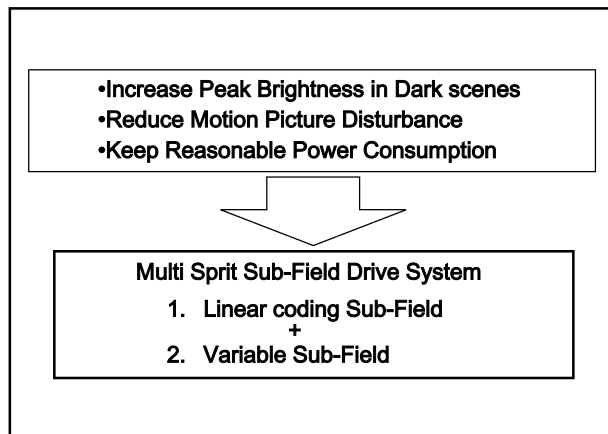 •Increase Peak Brightness in Dark scenes
•Reduce Motion Picture Disturbance
•Keep Reasonable Power Consumption
Multi Sprit Sub-Field Drive System
1. Linear coding Sub-Field
+
2. Variable Sub-Field